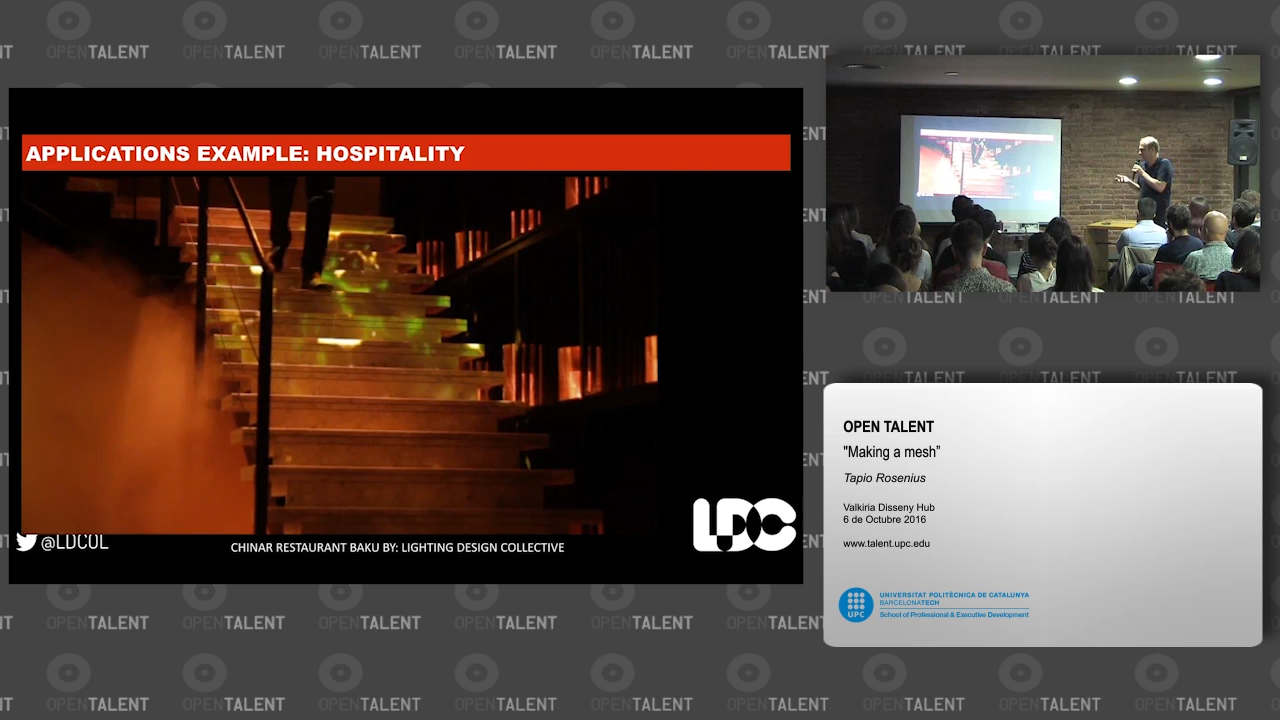 APPLICATIONS EXAMPLE: HOSPITALITY
@LDCOL
CHINAR RESTAURANT BAKU BY: LIGHTING DESIGN COLLECTIVE
LDC
OPEN TALENT
"Making a mesh"
Tapio Rosenius
Valkiria Disseny Hub
6 de Octubre 2016
www.talent.upc.edu
UPC
UNIVERSITAT POLITÈCNICA DE CATALUNYA
BARCELONATECH
School of Professional & Executive Development
OPENTALENT